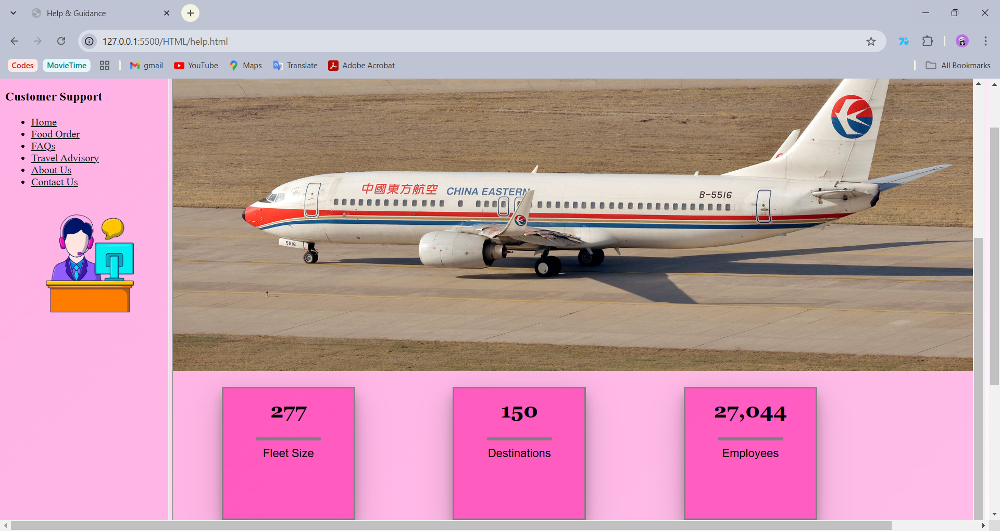 Help & Guidance
127.0.0.1:5500/HTML/help.html
Codes MovieTime gmail YouTube Maps Translate Adobe Acrobat All Bookmarks
Customer Support
Home
Food Order
FAQs
Travel Advisory
About Us
Contact Us
中國東方航空 CHINA EASTERN
B-5516
5516
277
Fleet Size
150
Destinations
27,044
Employees